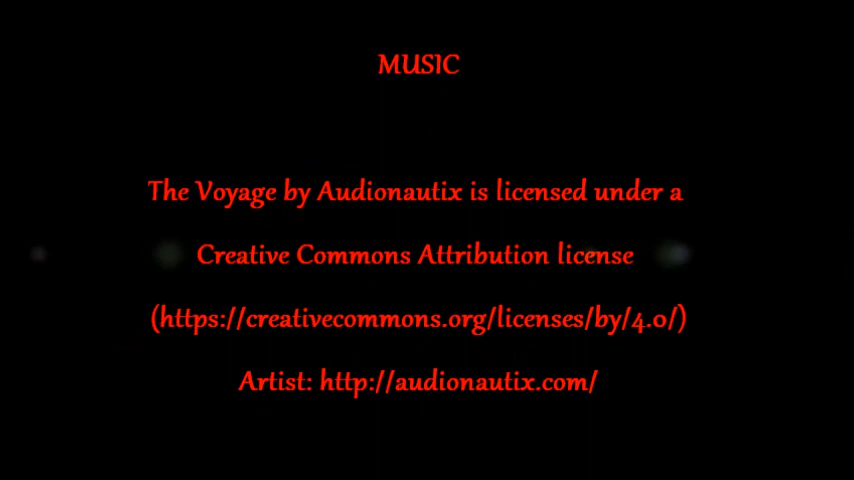 MUSIC
The Voyage by Audionautix is licensed under a
Creative Commons Attribution license
(https://creativecommons.org/licenses/by/4.0/)
Artist: http://audionautix.com/